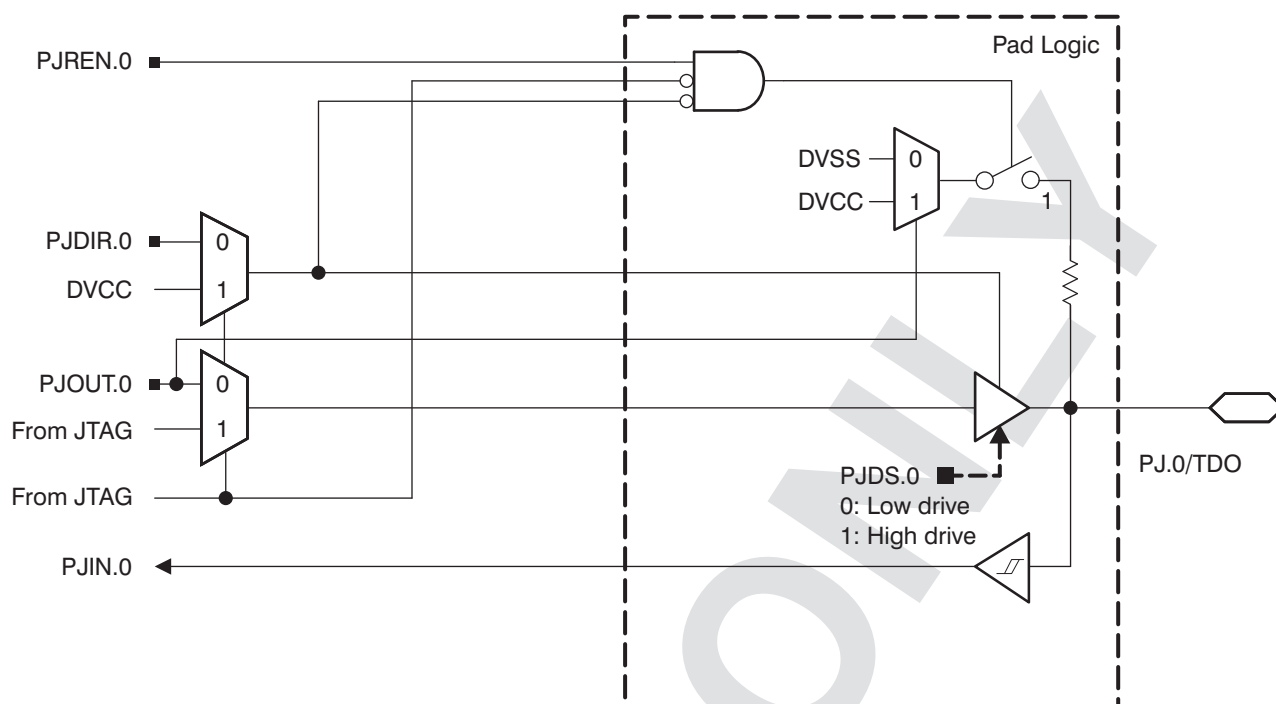 Pad Logic
PJREN.0
DVSS
0
DVCC
1
1
PJDIR.0
0
DVCC
1
PJOUT.0
0
From JTAG
1
PJ.0/TDO
PJDS.0
0: Low drive
1: High drive
From JTAG
PJIN.0
ONLY